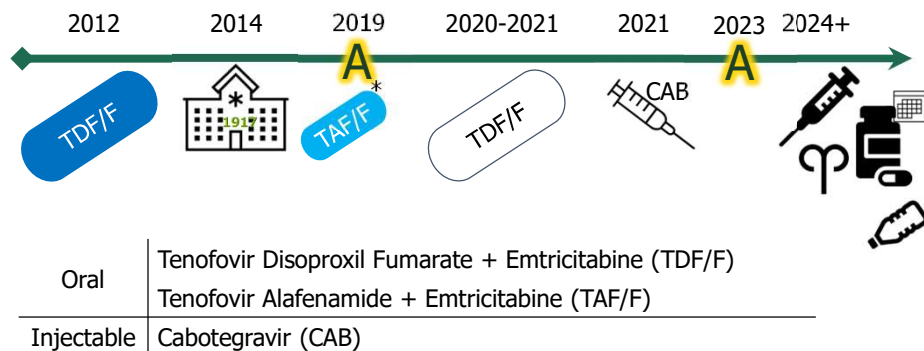 2012 2014 2019 2020-2021 2021 2023 2024+
A A
TDF/F * 1917 TAF/F * TDF/F CAB
Oral Tenofovir Disoproxil Fumarate + Emtricitabine (TDF/F)
Tenofovir Alafenamide + Emtricitabine (TAF/F)
Injectable Cabotegravir (CAB)